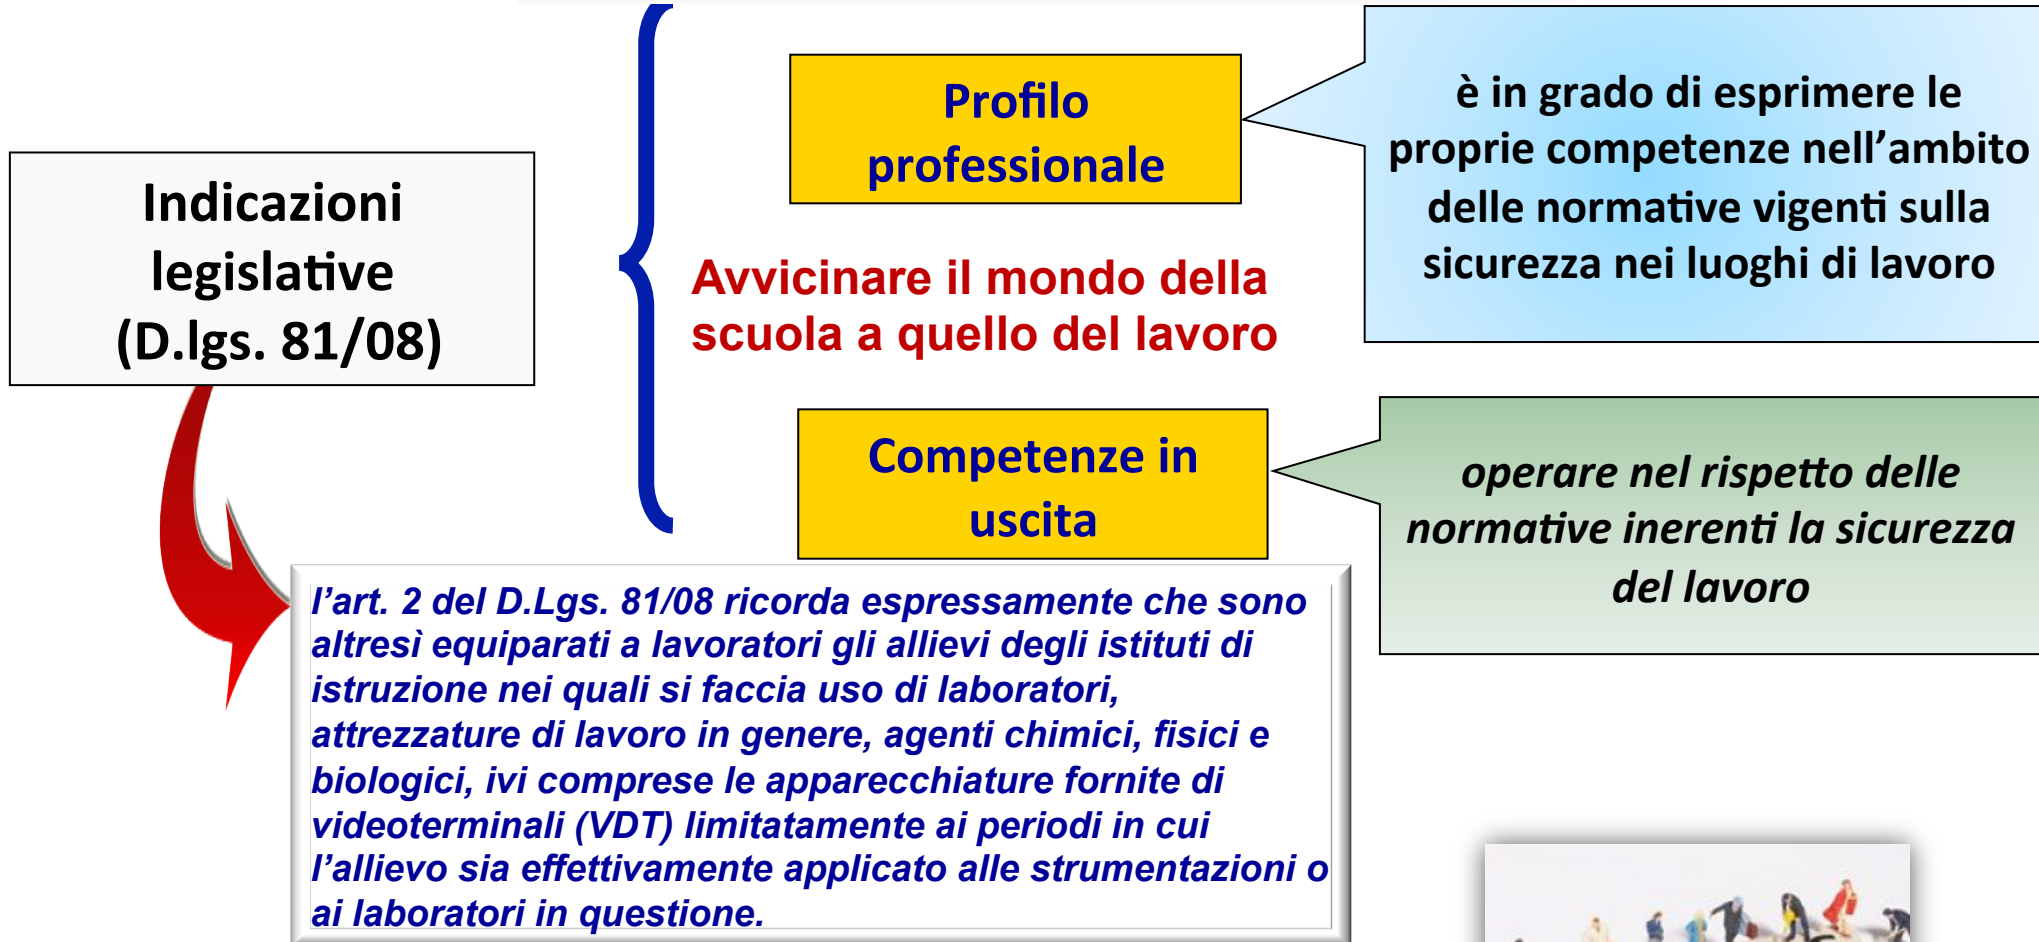 Indicazioni
legislative
(D.lgs. 81/08)
Profilo
professionale
è in grado di esprimere le
proprie competenze nell’ambito
delle normative vigenti sulla
sicurezza nei luoghi di lavoro
Avvicinare il mondo della
scuola a quello del lavoro
Competenze in
uscita
operare nel rispetto delle
normative inerenti la sicurezza
del lavoro
l’art. 2 del D.Lgs. 81/08 ricorda espressamente che sono
altresì equiparati a lavoratori gli allievi degli istituti di
istruzione nei quali si faccia uso di laboratori,
attrezzature di lavoro in genere, agenti chimici, fisici e
biologici, ivi comprese le apparecchiature fornite di
videoterminali (VDT) limitatamente ai periodi in cui
l’allievo sia effettivamente applicato alle strumentazioni o
ai laboratori in questione.